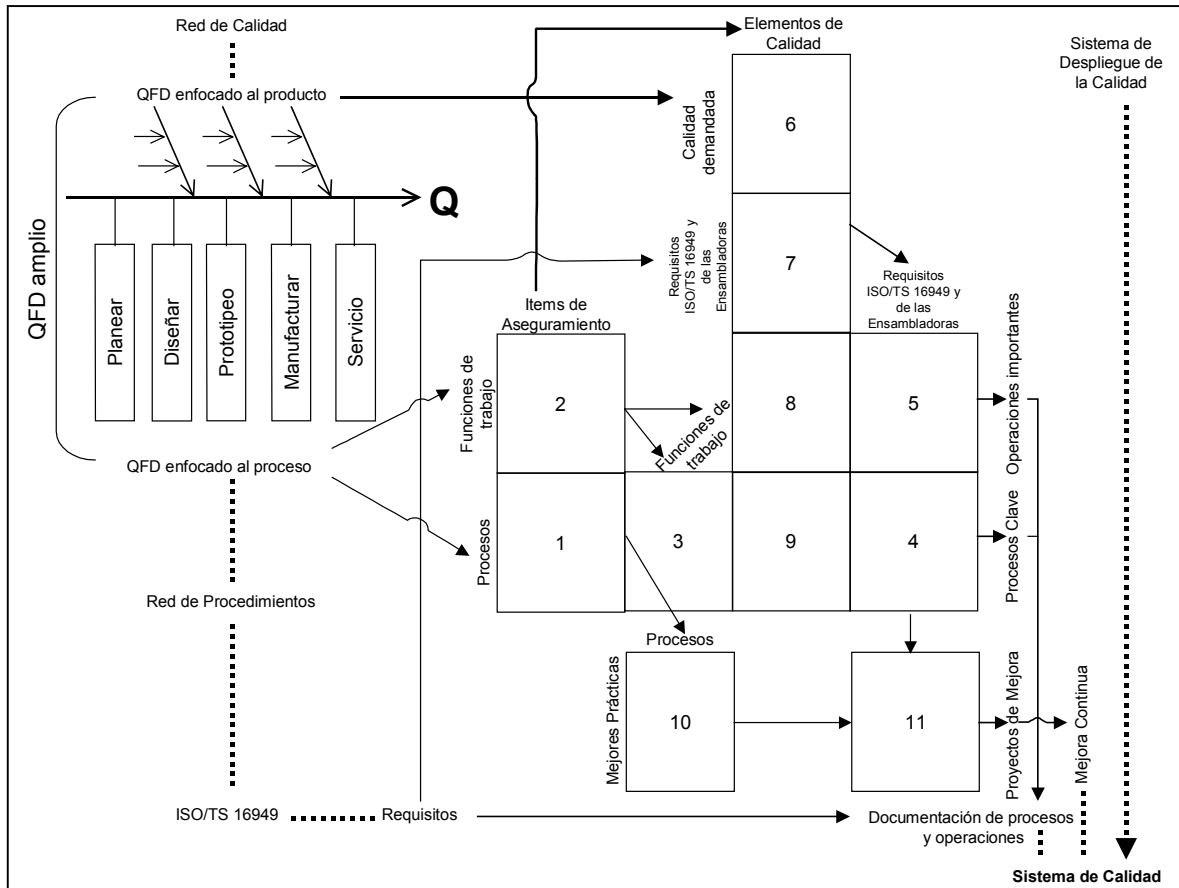 Red de Calidad
Elementos de
Calidad
Sistema de
Despliegue de
la Calidad
QFD enfocado al producto
Calidad
demandada
6
QFD amplio
Q
Planear
Diseñar
Prototipeo
Manufacturar
Servicio
Requisitos
ISO/TS 16949 y
de las
Ensambladoras
7
Requisitos
ISO/TS 16949 y
de las
Ensambladoras
Items de
Aseguramiento
Funciones de
trabajo
2
Funciones de
trabajo
8
5
Operaciones importantes
QFD enfocado al proceso
Procesos
1
3
9
4
Procesos Clave
Red de Procedimientos
Procesos
Mejores Prácticas
10
11
Proyectos de Mejora
Mejora Continua
ISO/TS 16949
Requisitos
Documentación de procesos
y operaciones
Sistema de Calidad